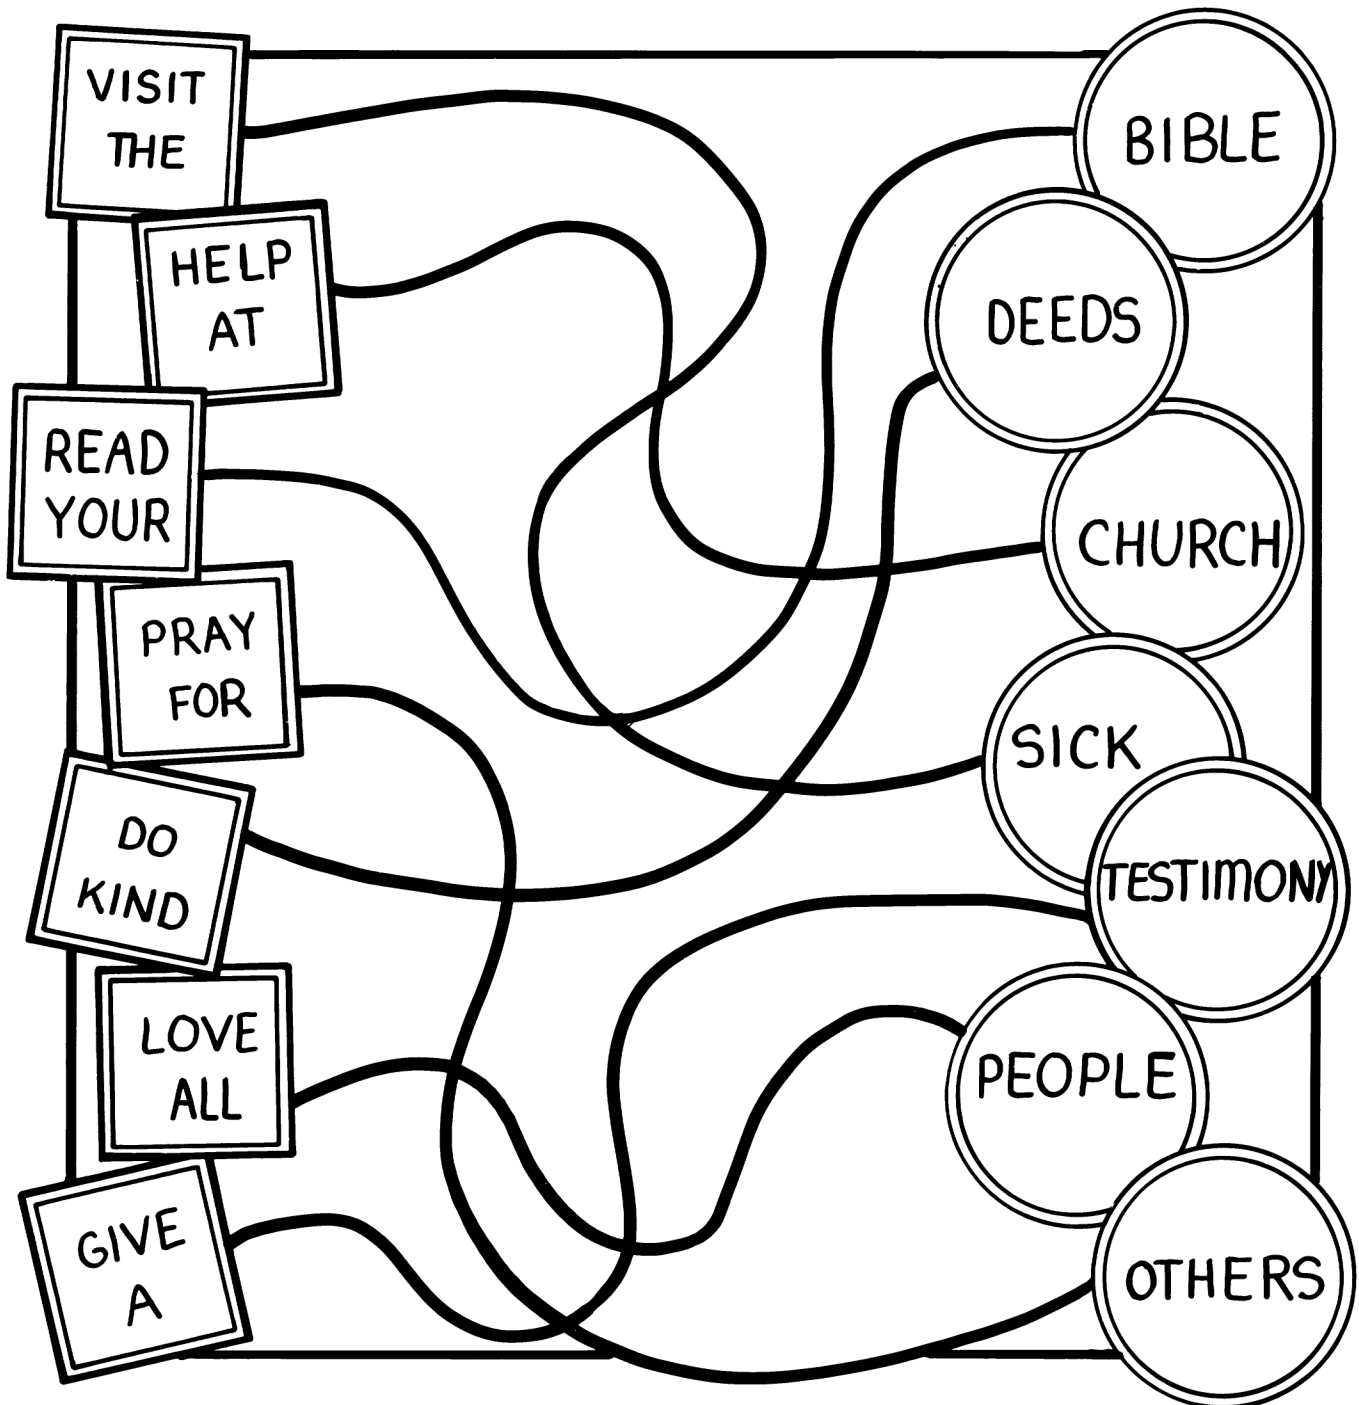 VISIT
THE
HELP
AT
READ
YOUR
PRAY
FOR
DO
KIND
LOVE
ALL
GIVE
A
BIBLE
DEEDS
CHURCH
SICK
TESTIMONY
PEOPLE
OTHERS